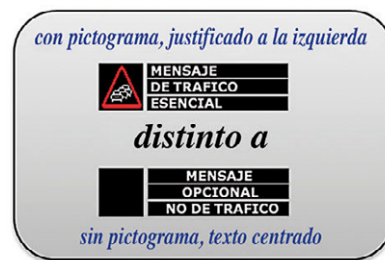 con pictograma, justificado a la izquierda
MENSAJE
DE TRAFICO
ESENCIAL
distinto a
MENSAJE
OPCIONAL
NO DE TRAFICO
sin pictograma, texto centrado